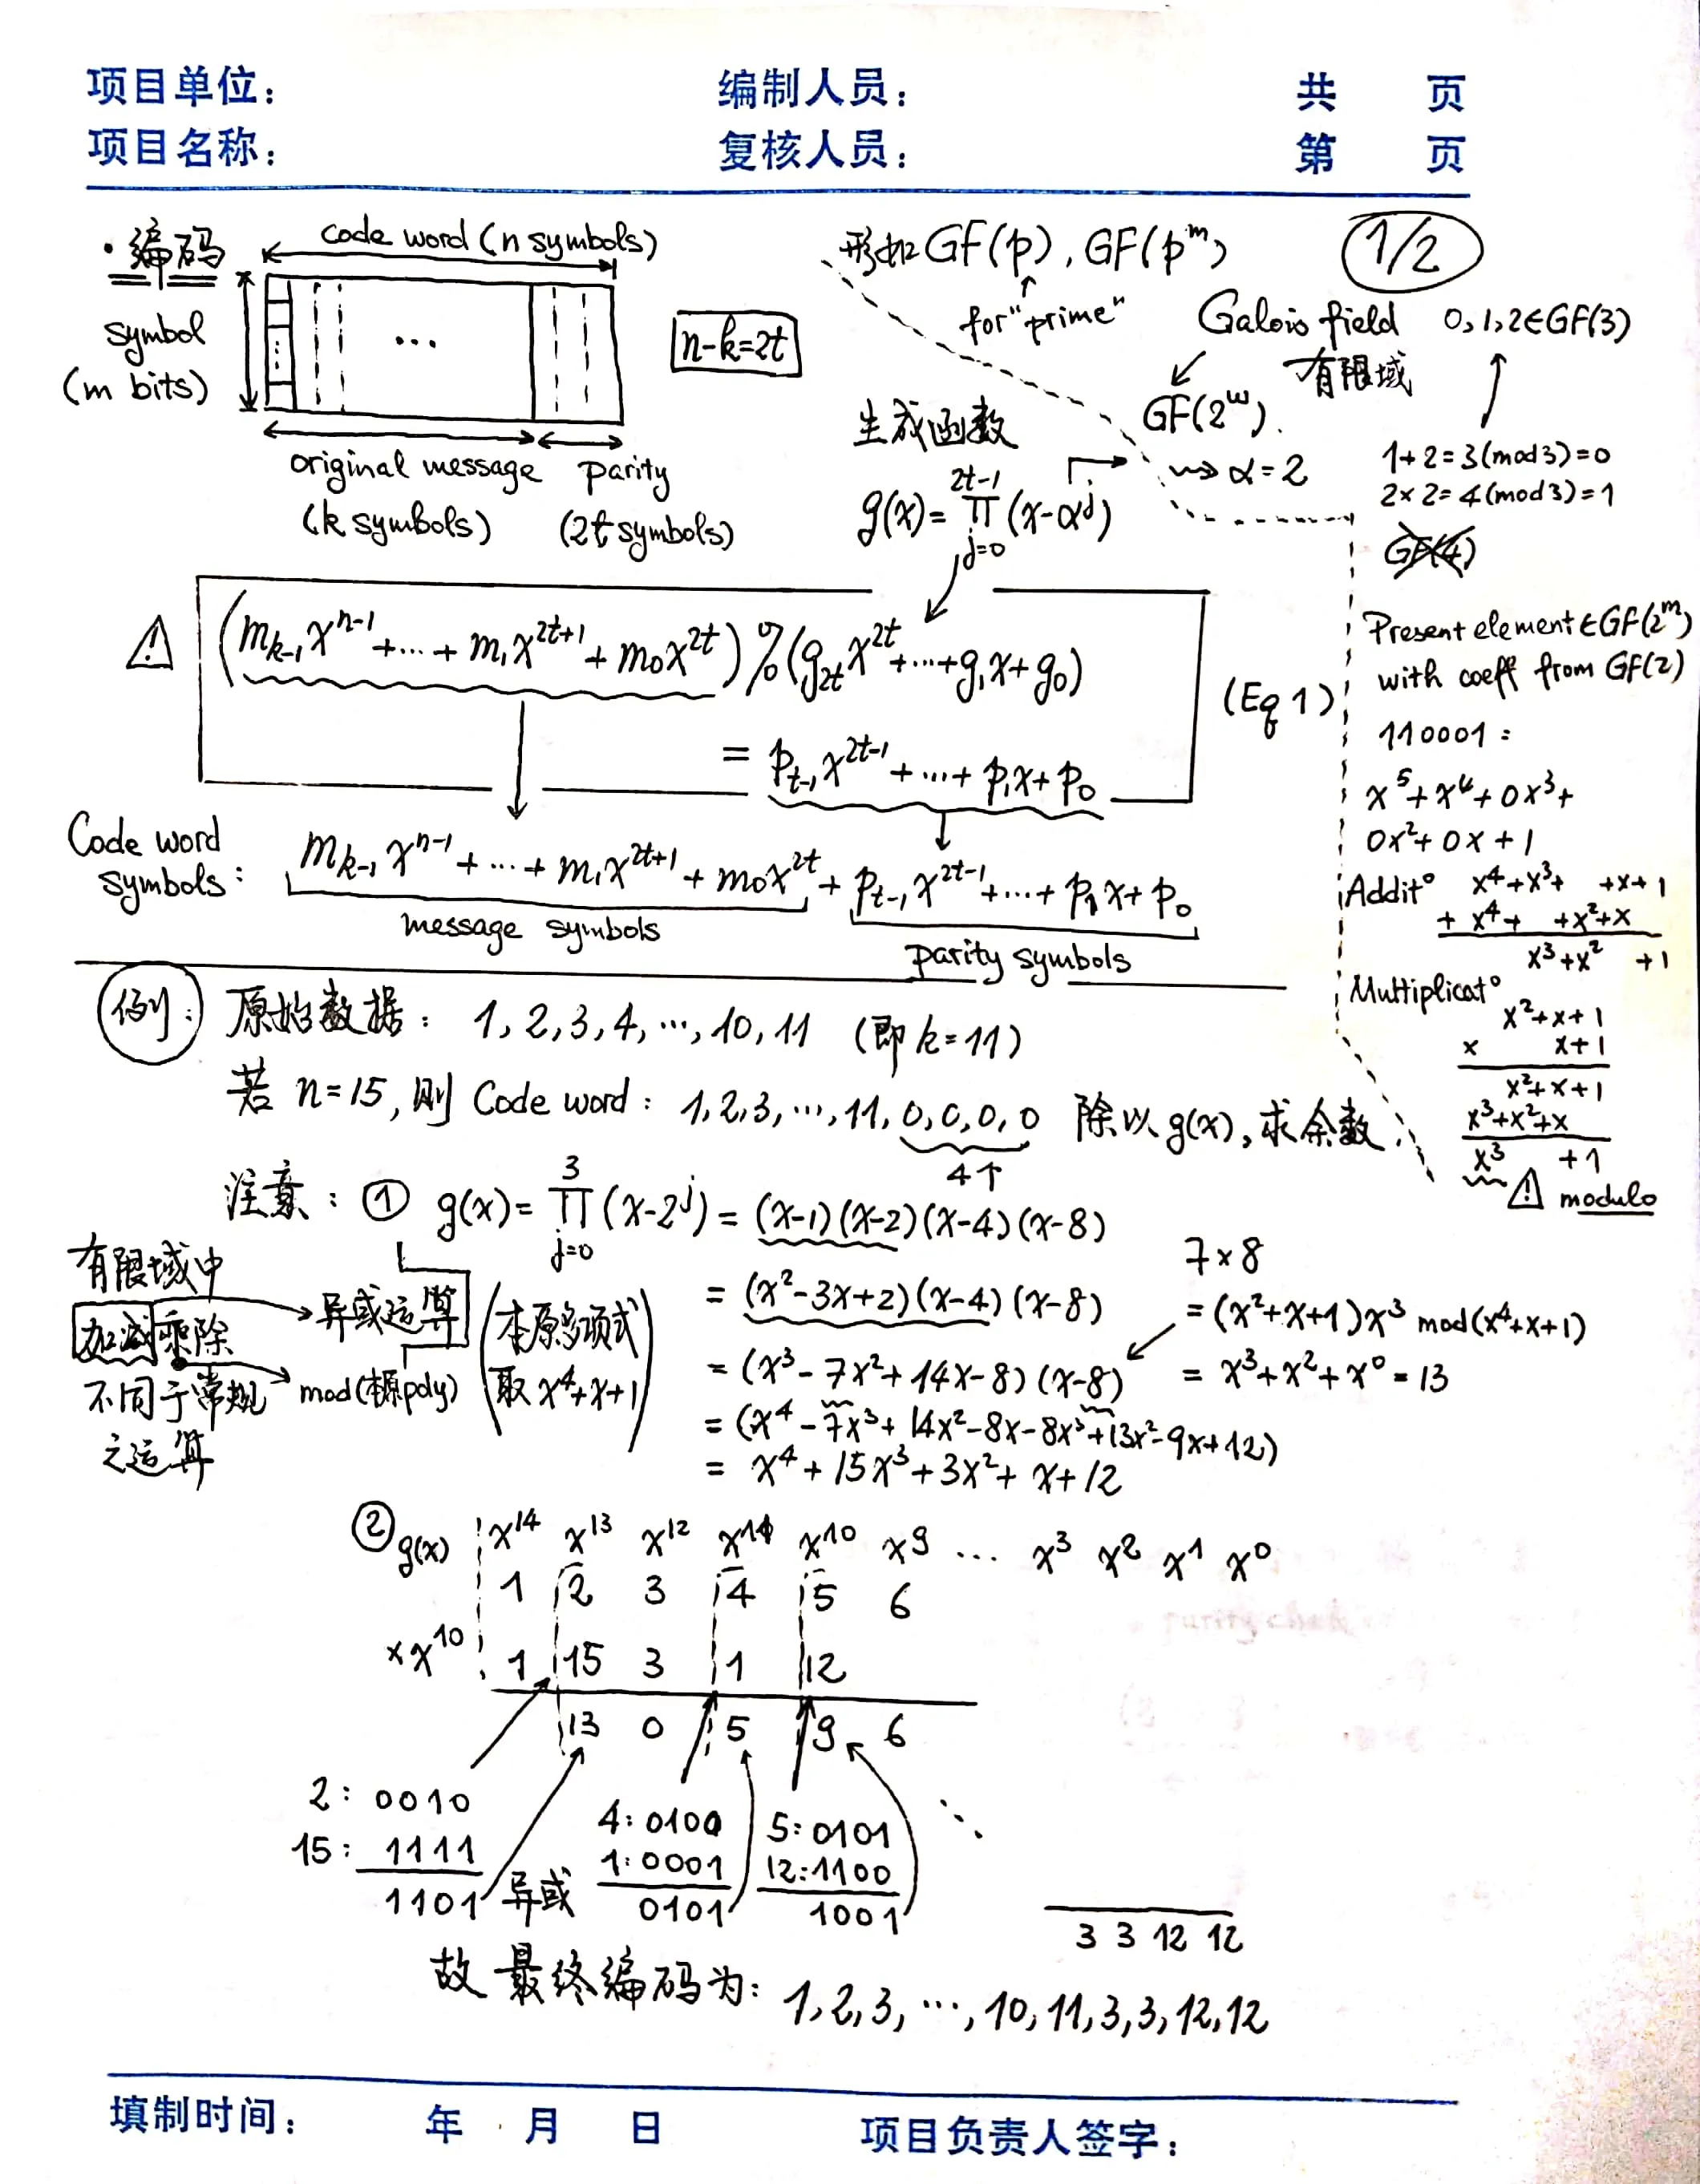 项目单位: 编制人员: 共 页
项目名称: 复核人员: 第 页
1/2
· 编码
code word (n symbols)
symbol
(m bits)
...
n-k=2t
original message
(k symbols)
parity
(2t symbols)
形如 GF(p), GF(p^m)
for "prime"
Galois field
有限域
0,1,2∈GF(3)
GF(2^w).
⇝ α=2
1+2=3(mod3)=0
2×2=4(mod3)=1
GF(4)
生成函数
g(x)=∏_{j=0}^{2t-1}(x-α^j)
⚠ (m_{k-1}x^{n-1}+...+m_1x^{2t+1}+m_0x^{2t})%(g_{2t}x^{2t}+...+g_1x+g_0)
= p_{t-1}x^{2t-1}+...+p_1x+p_0
(Eq 1)
Code word
symbols: m_{k-1}x^{n-1}+...+m_1x^{2t+1}+m_0x^{2t}+p_{t-1}x^{2t-1}+...+p_1x+p_0
message symbols
parity symbols
Present element∈GF(2^m)
with coeff from GF(2)
110001:
x^5+x^4+0x^3+
0x^2+0x+1
Addit° x^4+x^3+ +x+1
+ x^4+ +x^2+x
x^3+x^2 +1
Multiplicat°
x^2+x+1
× x+1
x^2+x+1
x^3+x^2+x
x^3 +1
⚠ modulo
例: 原始数据: 1,2,3,4,...,10,11 (即k=11)
若 n=15,则 Code word: 1,2,3,...,11,0,0,0,0 除以g(x),求余数.
4个
注意: ① g(x)=∏_{j=0}^{3}(x-2^j)=(x-1)(x-2)(x-4)(x-8)
=(x^2-3x+2)(x-4)(x-8)
=(x^3-7x^2+14x-8)(x-8)
=(x^4-7x^3+14x^2-8x-8x^3+13x^2-9x+12)
= x^4+15x^3+3x^2+x+12
7×8
=(x^2+x+1)x^3 mod(x^4+x+1)
= x^3+x^2+x^0=13
有限域中
加减乘除
不同于常规
之运算
异或运算
mod(本原poly)
(本原多项式
取x^4+x+1)
② g(x) x^14 x^13 x^12 x^11 x^10 x^9 ... x^3 x^2 x^1 x^0
1 2 3 4 5 6
×x^10 1 15 3 1 12
13 0 5 9 6
2: 0010
15: 1111
1101
异或
4:0100
1:0001
0101
5:0101
12:1100
1001
3 3 12 12
故最终编码为: 1,2,3,...,10,11,3,3,12,12
填制时间: 年 月 日 项目负责人签字: